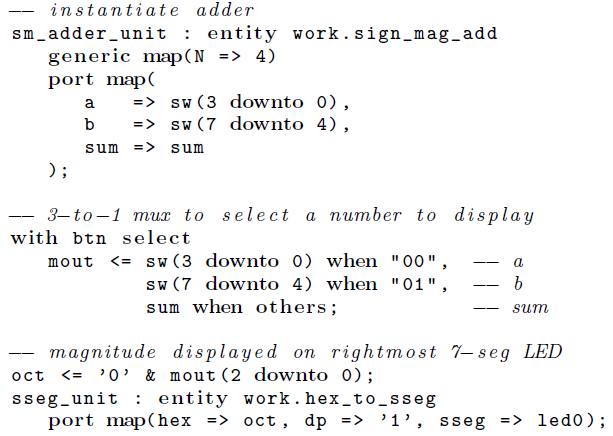 -- instantiate adder
sm_adder_unit : entity work.sign_mag_add
generic map(N => 4)
port map(
a => sw(3 downto 0),
b => sw(7 downto 4),
sum => sum
);
-- 3-to-1 mux to select a number to display
with btn select
mout <= sw(3 downto 0) when "00", -- a
sw(7 downto 4) when "01", -- b
sum when others; -- sum
-- magnitude displayed on rightmost 7-seg LED
oct <= '0' & mout(2 downto 0);
sseg_unit : entity work.hex_to_sseg
port map(hex => oct, dp => '1', sseg => led0);